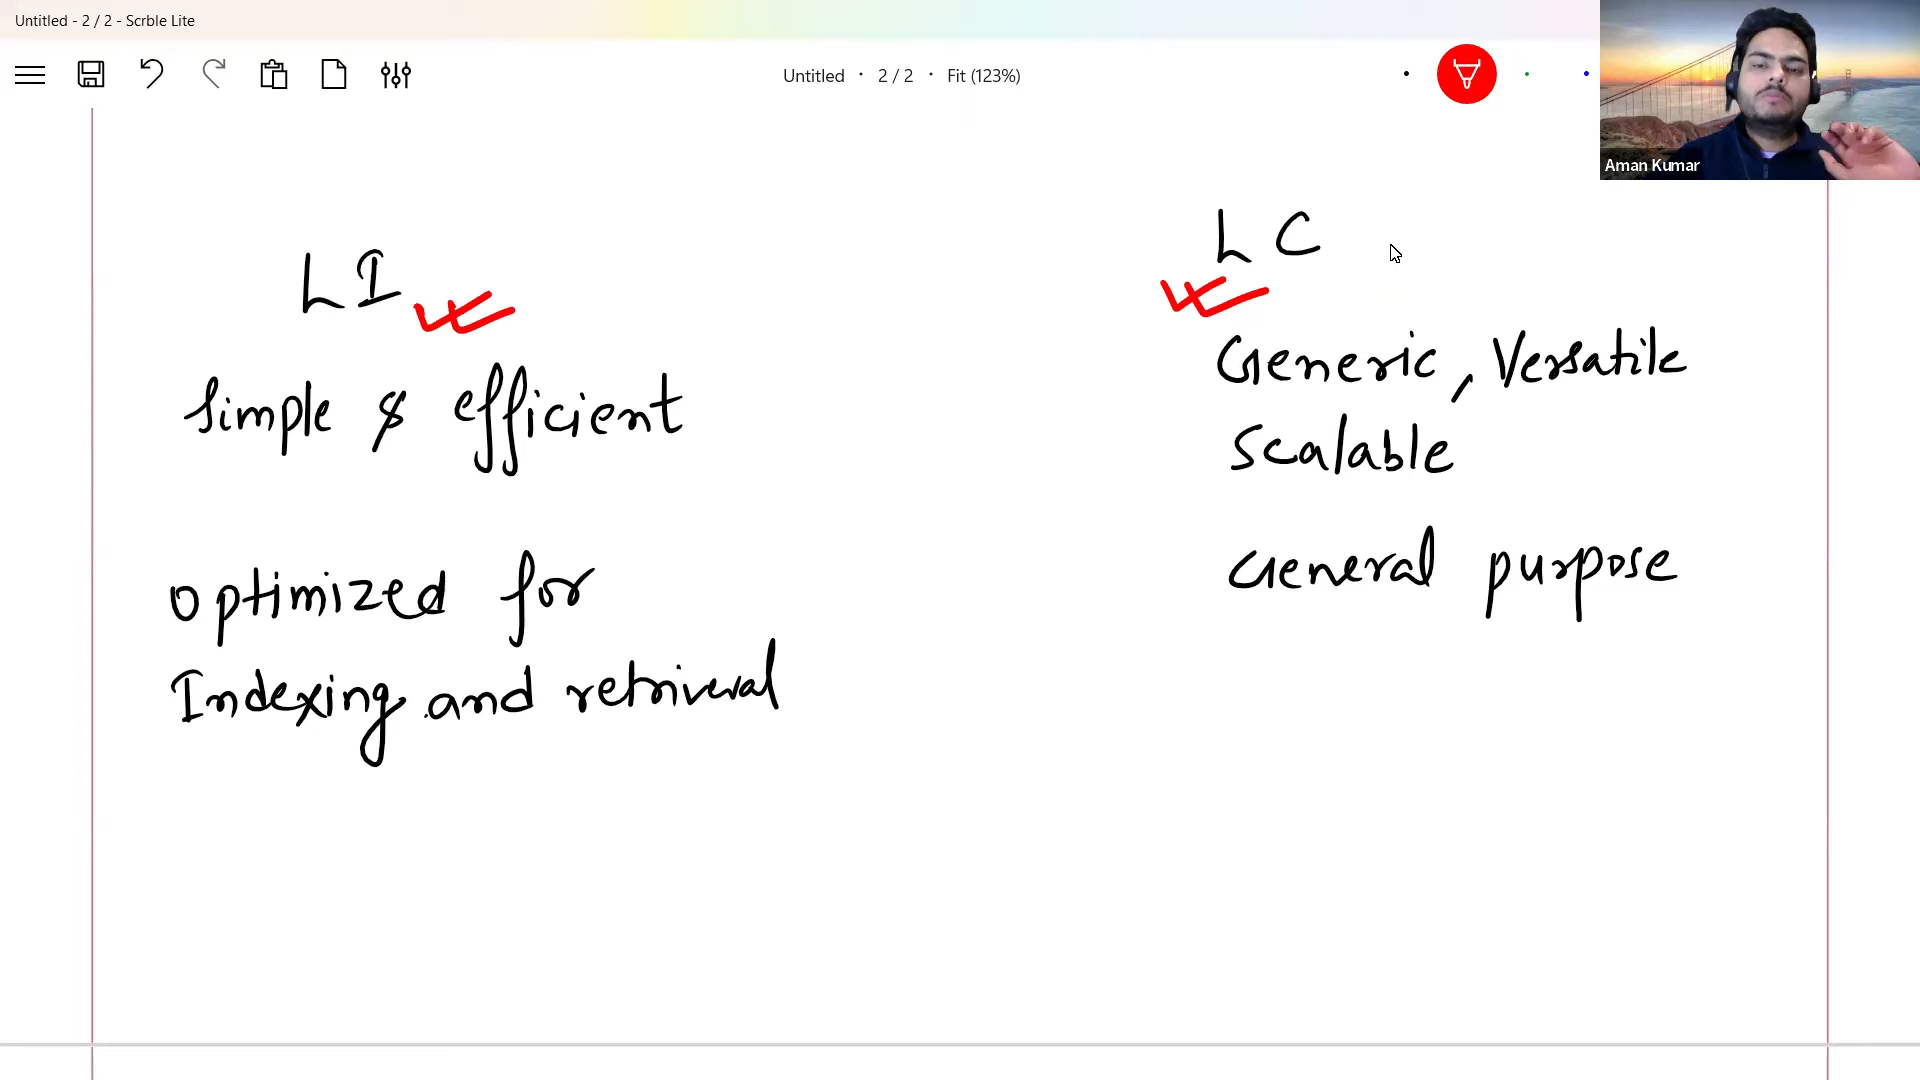 Untitled - 2 / 2 - Scrble Lite
Untitled • 2 / 2 • Fit (123%)
Aman Kumar
LI
Simple & efficient
optimized for
Indexing and retrieval
LC
Generic, Versatile
Scalable
General purpose